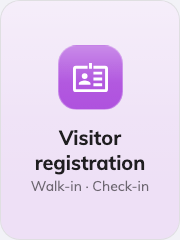 Visitor
registration
Walk-in · Check-in